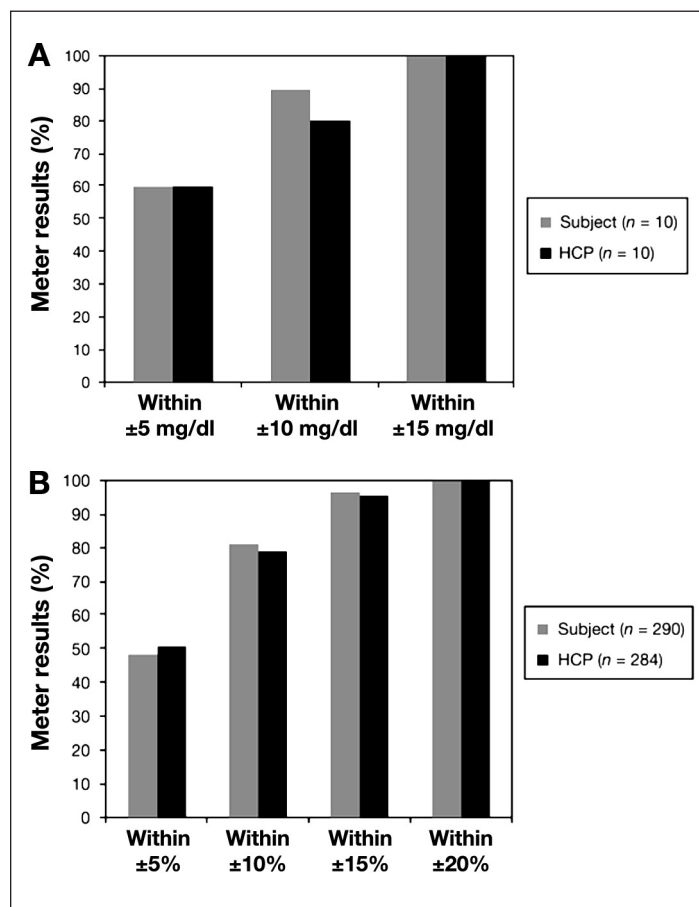 A
Meter results (%)
100
90
80
70
60
50
40
30
20
10
0
Within Within Within
±5 mg/dl ±10 mg/dl ±15 mg/dl
Subject (n = 10)
HCP (n = 10)
B
Meter results (%)
100
90
80
70
60
50
40
30
20
10
0
Within Within Within Within
±5% ±10% ±15% ±20%
Subject (n = 290)
HCP (n = 284)